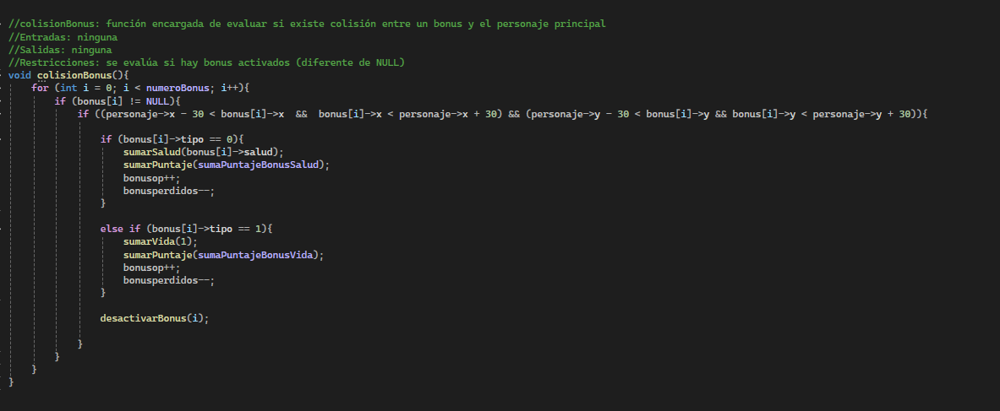 //colisionBonus: función encargada de evaluar si existe colisión entre un bonus y el personaje principal
//Entradas: ninguna
//Salidas: ninguna
//Restricciones: se evalúa si hay bonus activados (diferente de NULL)
void colisionBonus(){
for (int i = 0; i < numeroBonus; i++){
if (bonus[i] != NULL){
if ((personaje->x - 30 < bonus[i]->x  &&  bonus[i]->x < personaje->x + 30) && (personaje->y - 30 < bonus[i]->y && bonus[i]->y < personaje->y + 30)){
if (bonus[i]->tipo == 0){
sumarSalud(bonus[i]->salud);
sumarPuntaje(sumaPuntajeBonusSalud);
bonusop++;
bonusperdidos--;
}
else if (bonus[i]->tipo == 1){
sumarVida(1);
sumarPuntaje(sumaPuntajeBonusVida);
bonusop++;
bonusperdidos--;
}
desactivarBonus(i);
}
}
}
}